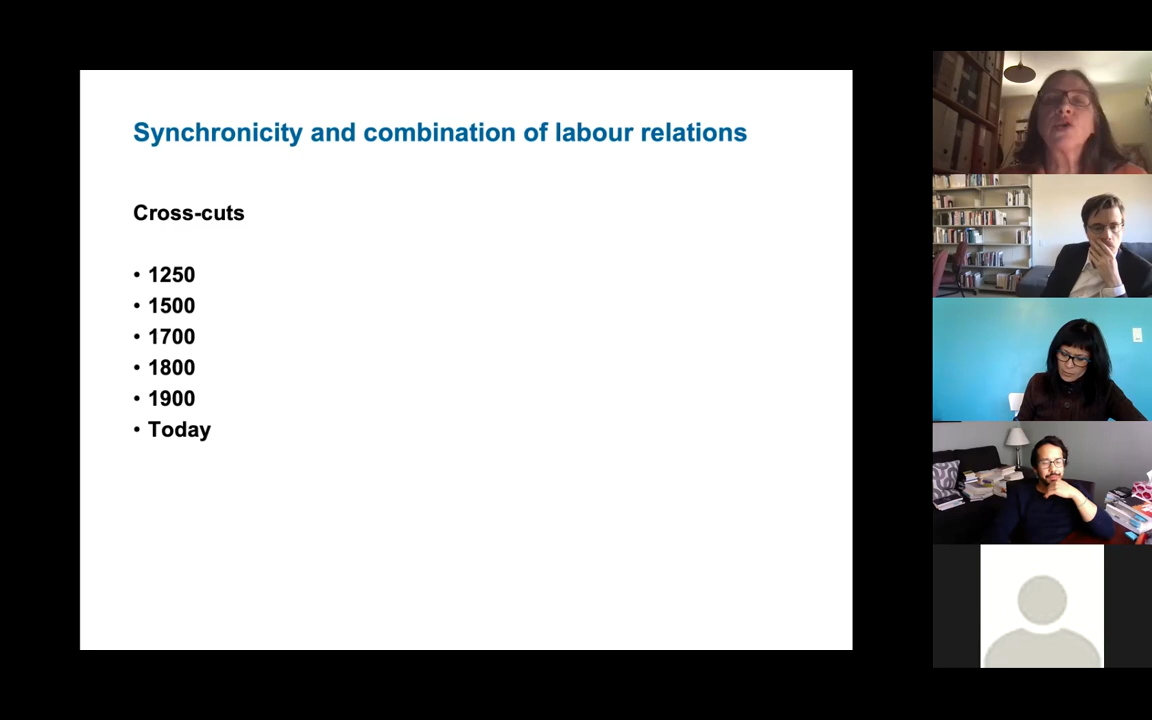 Synchronicity and combination of labour relations
Cross-cuts
• 1250
• 1500
• 1700
• 1800
• 1900
• Today